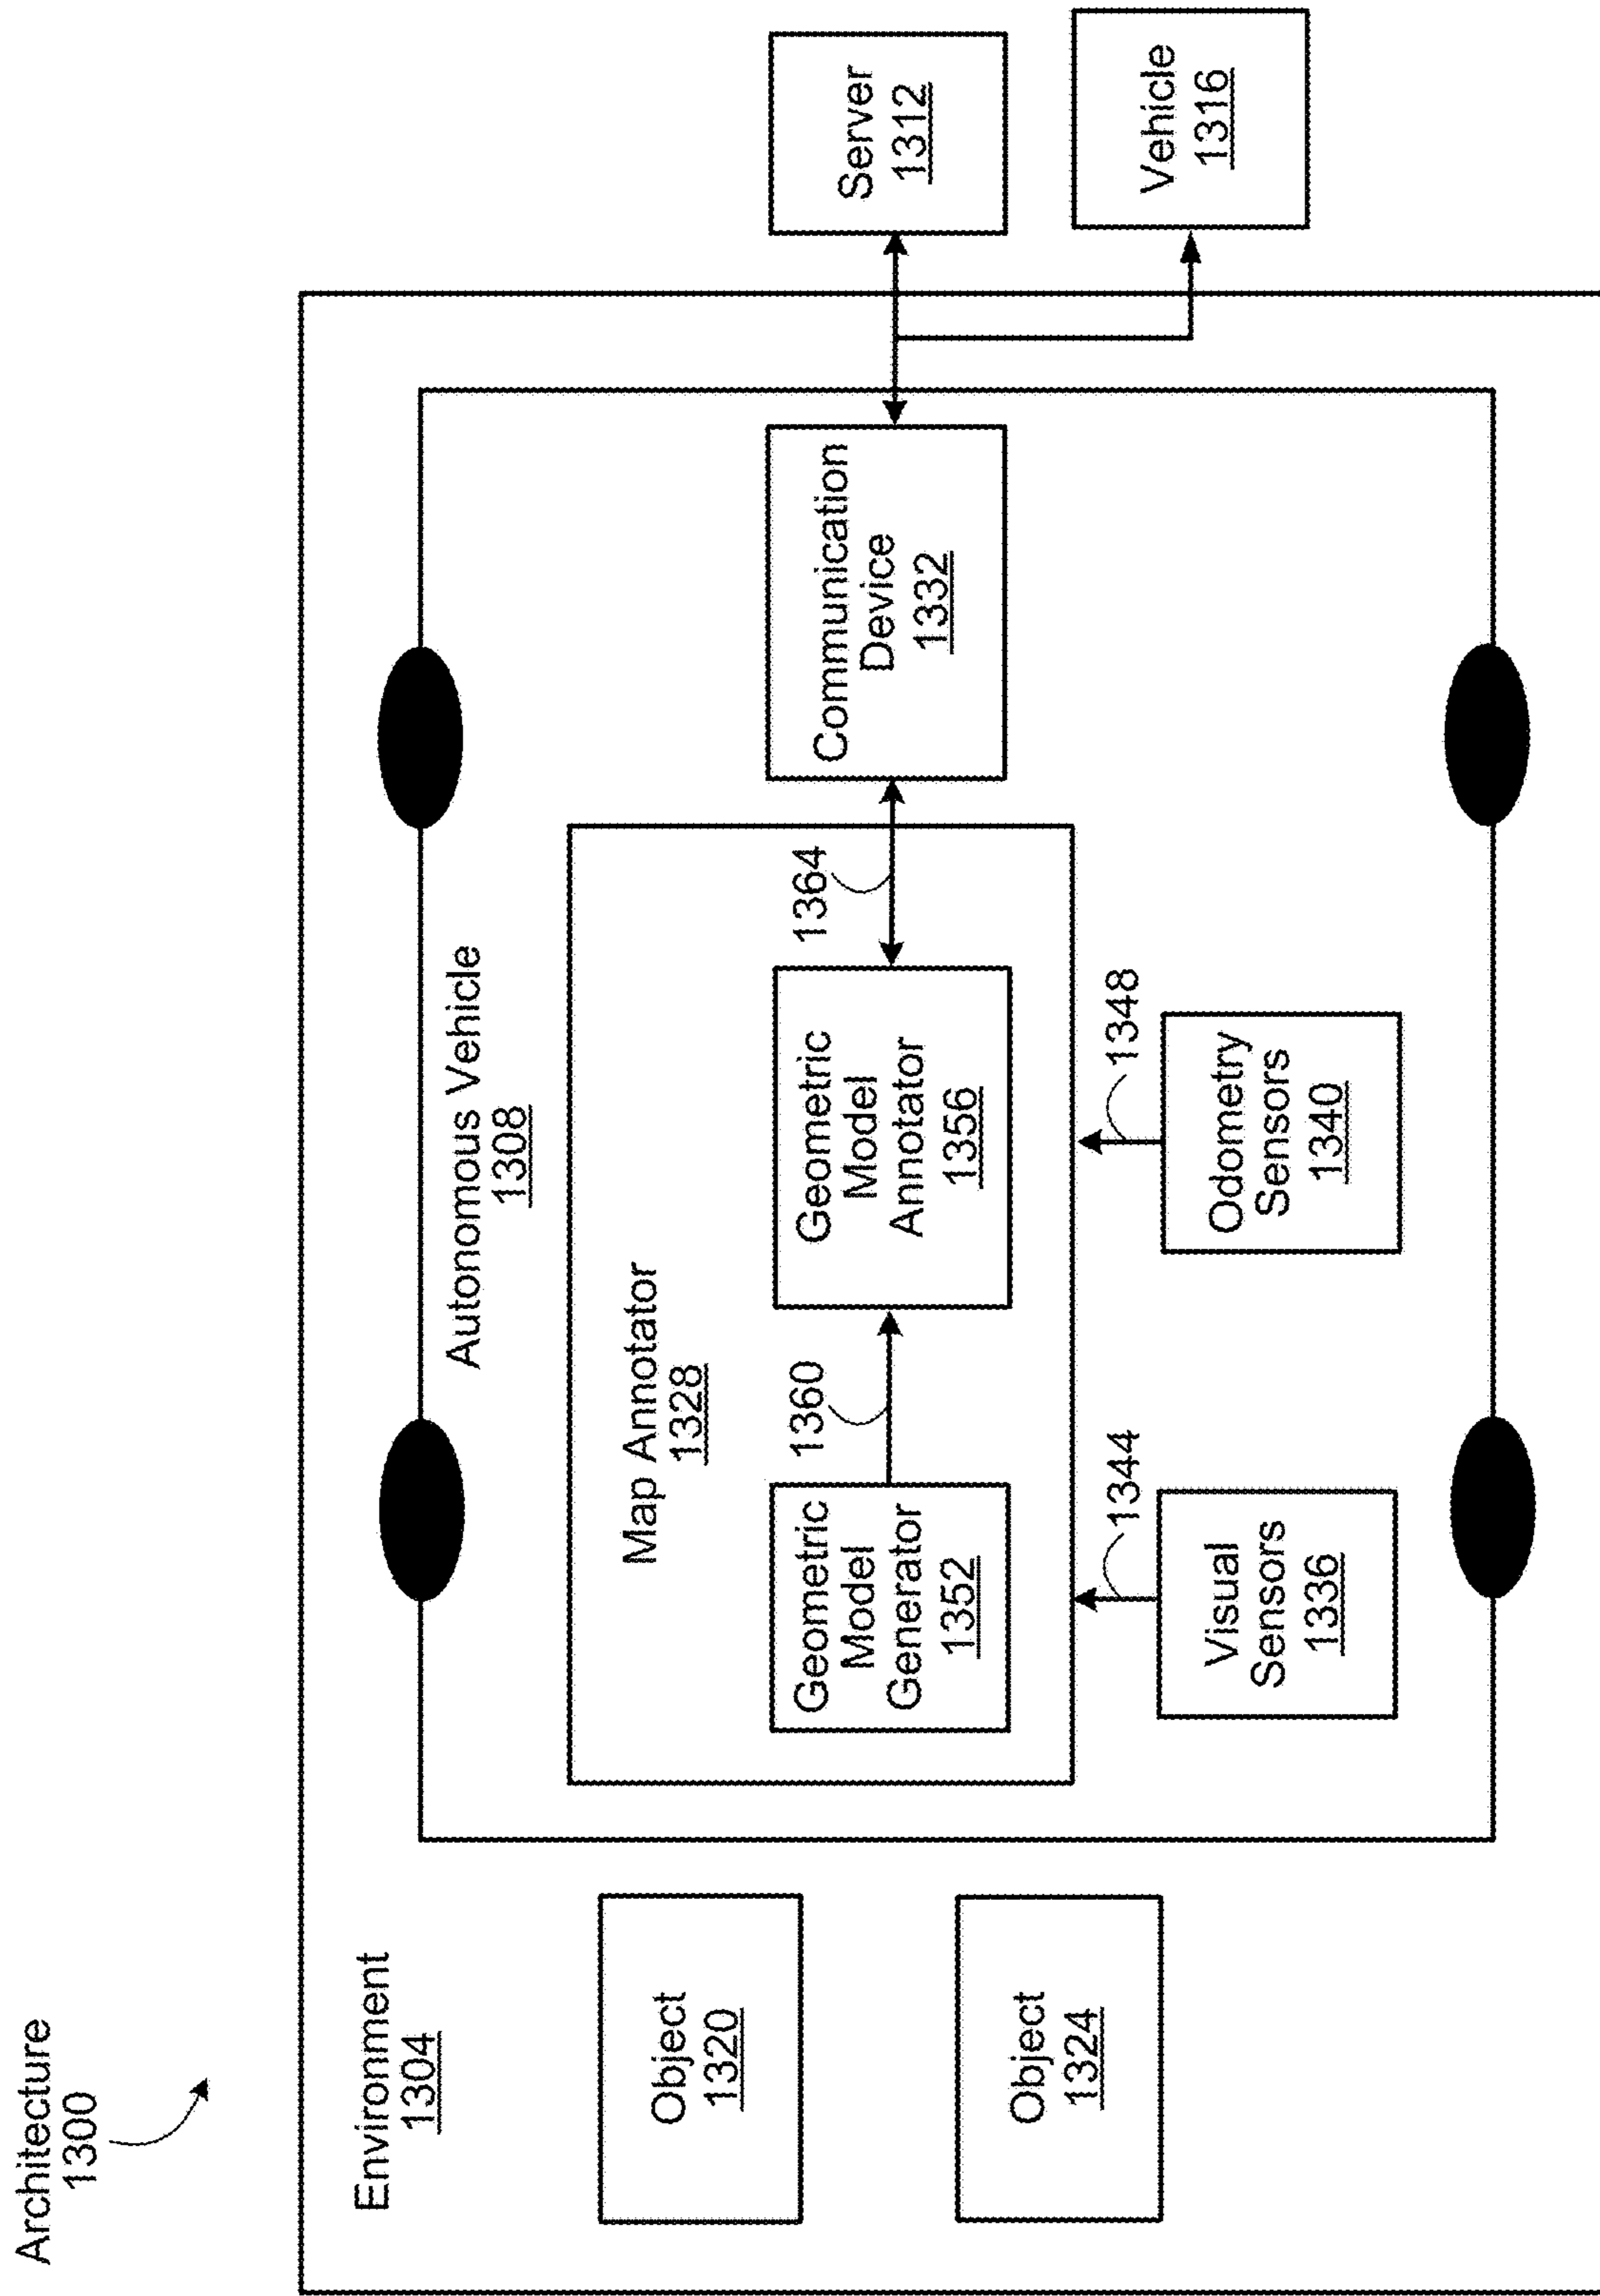 Architecture
1300
Environment
1304
Object
1320
Object
1324
Autonomous Vehicle
1308
Map Annotator
1328
Geometric
Model
Generator
1352
1360
Geometric
Model
Annotator
1356
1364
Visual
Sensors
1336
1344
Odometry
Sensors
1340
1348
Communication
Device
1332
Server
1312
Vehicle
1316